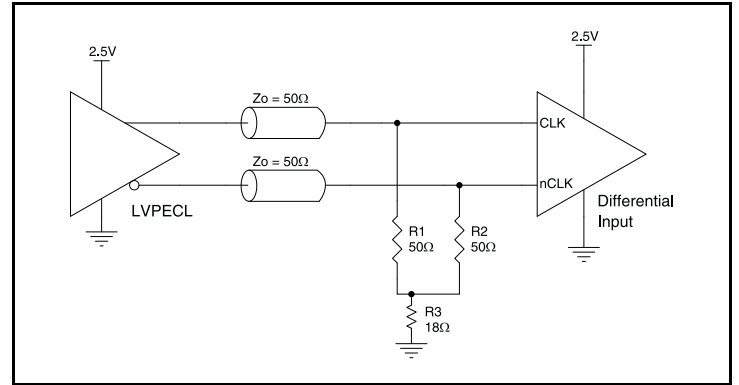 2.5V
2.5V
Zo = 50Ω
CLK
Zo = 50Ω
nCLK
LVPECL
Differential
Input
R1
50Ω
R2
50Ω
R3
18Ω